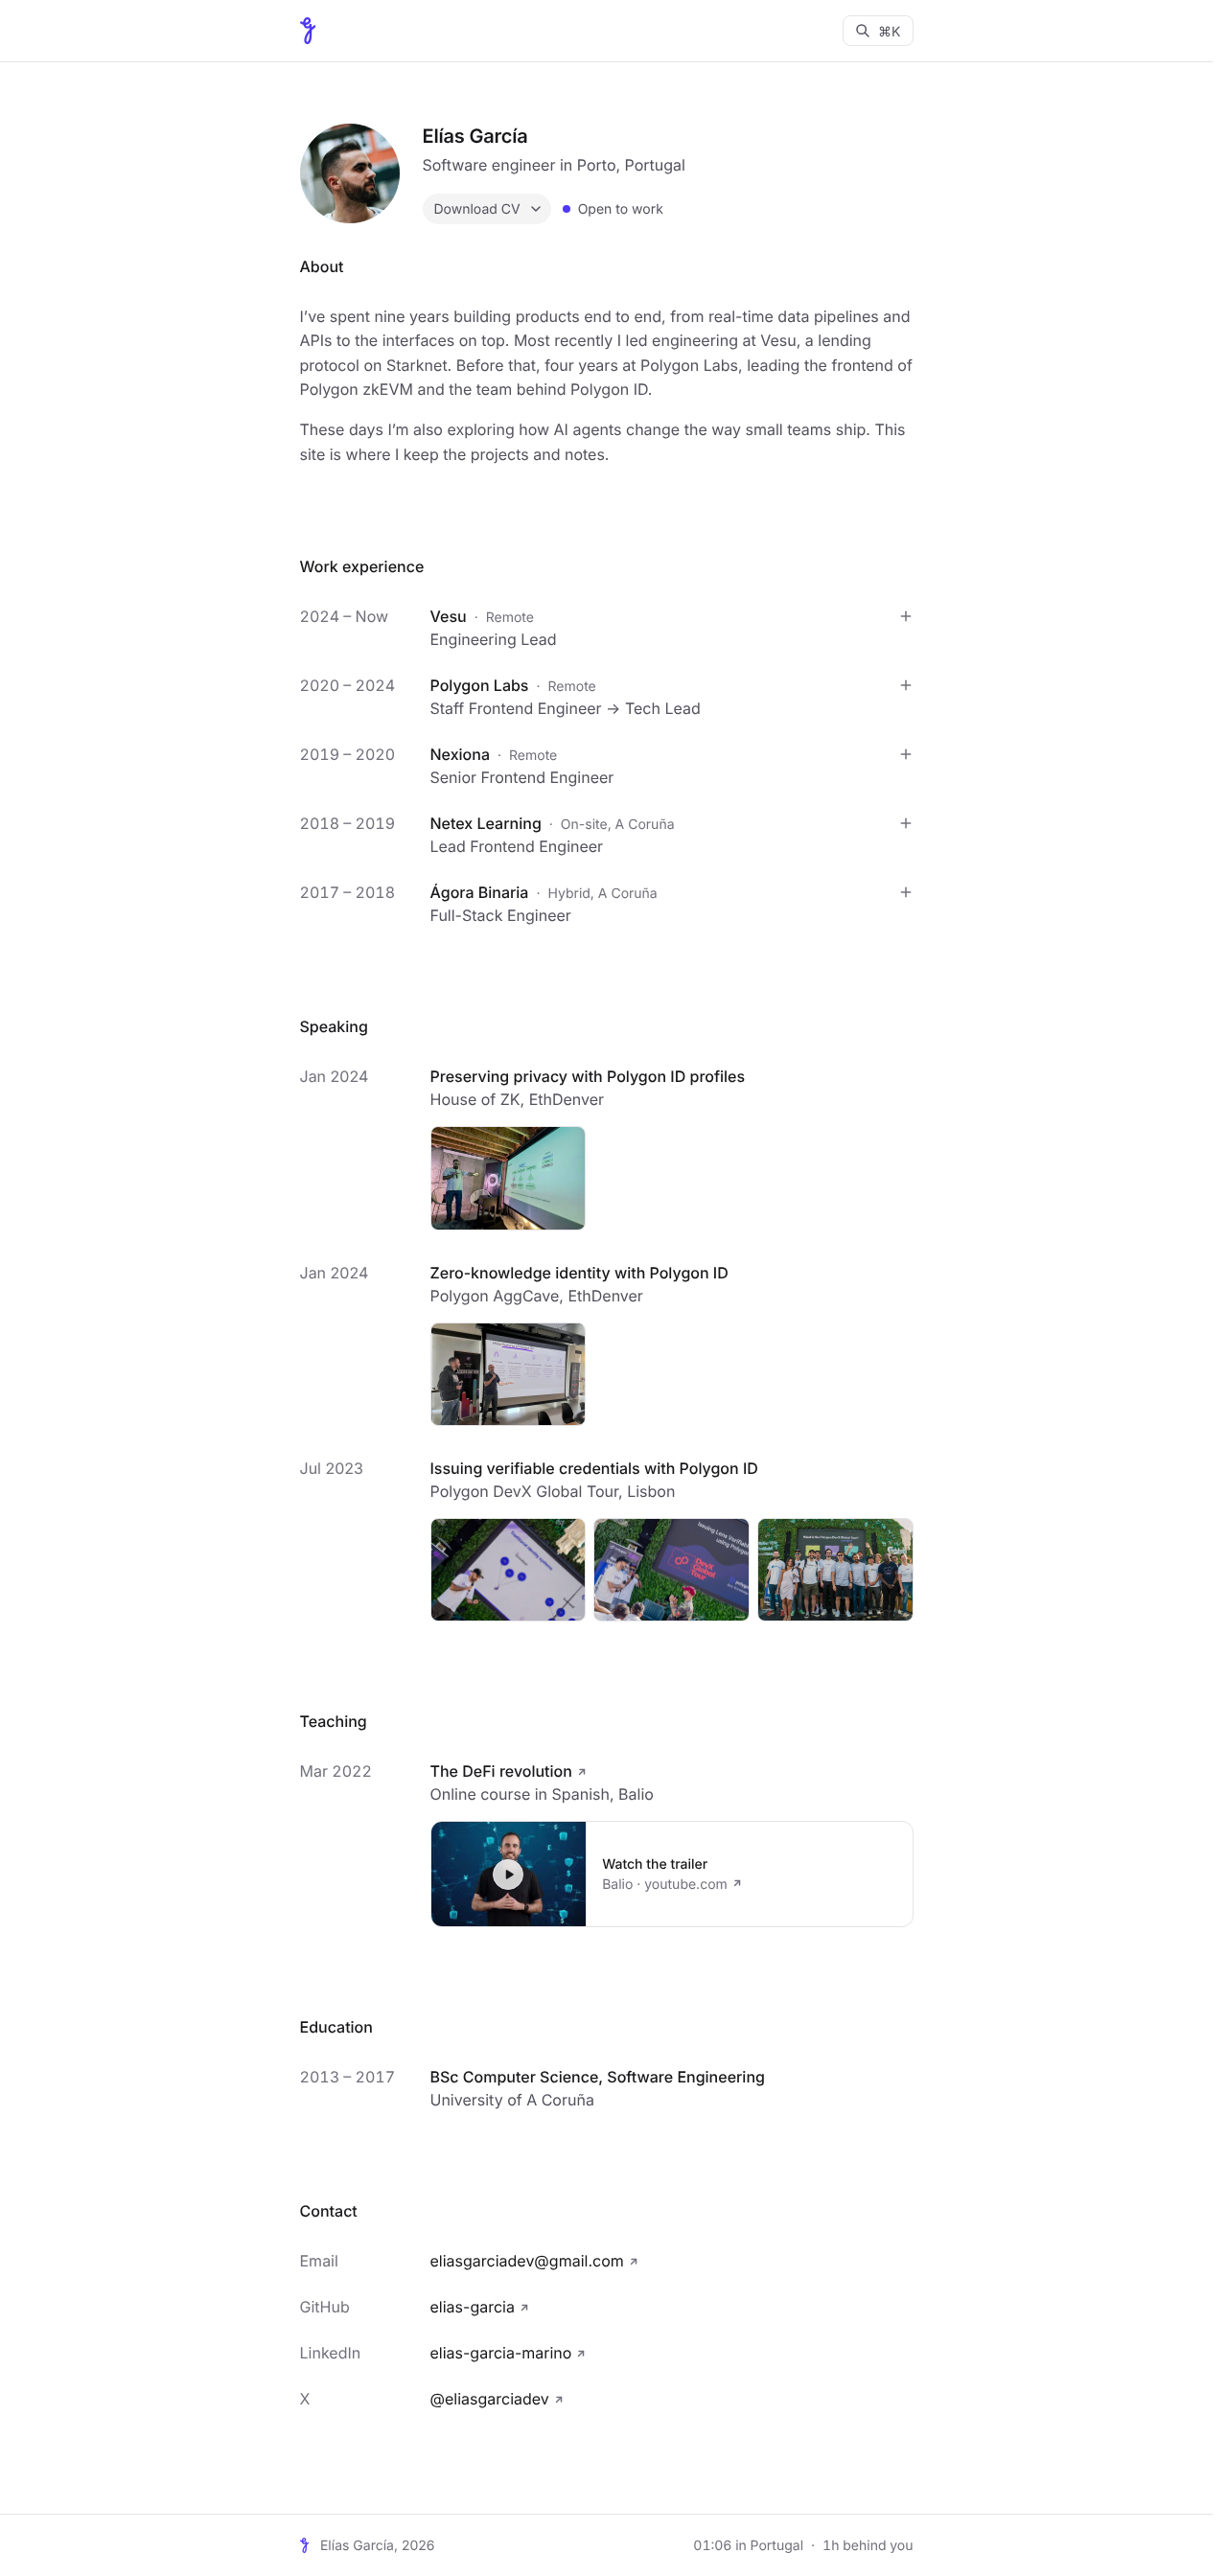 ⌘K
Elías García
Software engineer in Porto, Portugal
Download CV
Open to work
About
I’ve spent nine years building products end to end, from real-time data pipelines and
APIs to the interfaces on top. Most recently I led engineering at Vesu, a lending
protocol on Starknet. Before that, four years at Polygon Labs, leading the frontend of
Polygon zkEVM and the team behind Polygon ID.
These days I’m also exploring how AI agents change the way small teams ship. This
site is where I keep the projects and notes.
Work experience
2024 – Now Vesu · Remote
Engineering Lead
2020 – 2024 Polygon Labs · Remote
Staff Frontend Engineer → Tech Lead
2019 – 2020 Nexiona · Remote
Senior Frontend Engineer
2018 – 2019 Netex Learning · On-site, A Coruña
Lead Frontend Engineer
2017 – 2018 Ágora Binaria · Hybrid, A Coruña
Full-Stack Engineer
Speaking
Jan 2024 Preserving privacy with Polygon ID profiles
House of ZK, EthDenver
Jan 2024 Zero-knowledge identity with Polygon ID
Polygon AggCave, EthDenver
Jul 2023 Issuing verifiable credentials with Polygon ID
Polygon DevX Global Tour, Lisbon
DevX
Global
Tour
Teaching
Mar 2022 The DeFi revolution ↗
Online course in Spanish, Balio
Watch the trailer
Balio · youtube.com ↗
Education
2013 – 2017 BSc Computer Science, Software Engineering
University of A Coruña
Contact
Email eliasgarciadev@gmail.com ↗
GitHub elias-garcia ↗
LinkedIn elias-garcia-marino ↗
X @eliasgarciadev ↗
Elías García, 2026
01:06 in Portugal · 1h behind you